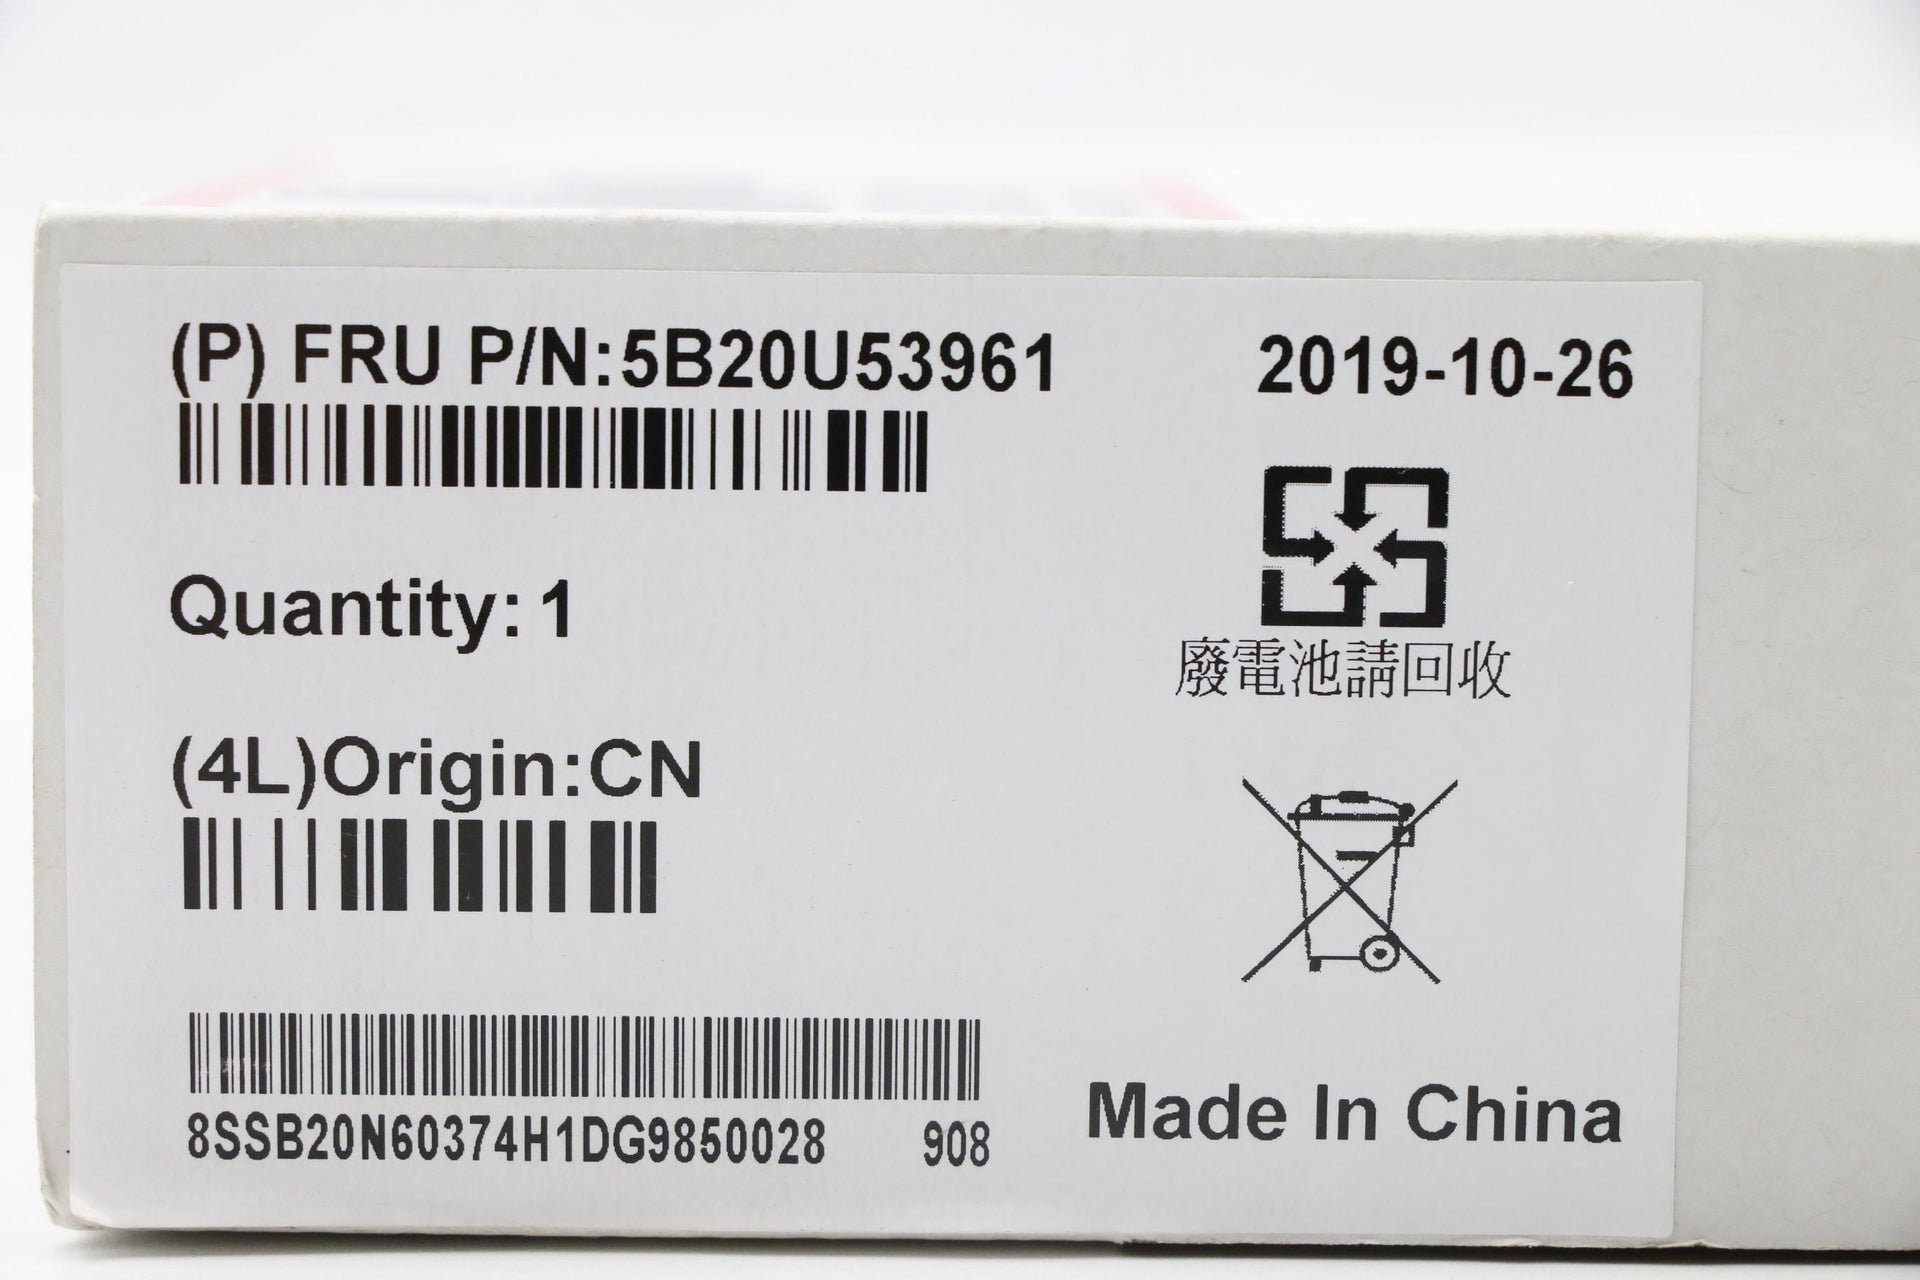 (P) FRU P/N:5B20U53961
2019-10-26
Quantity: 1
廢電池請回收
(4L)Origin:CN
8SSB20N60374H1DG9850028 908
Made In China